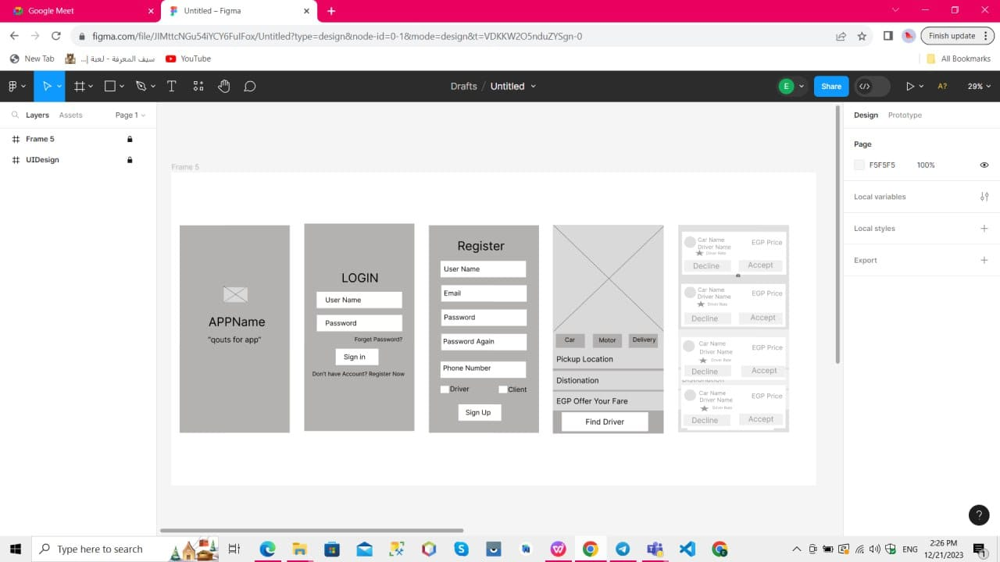 Google Meet
Untitled – Figma
figma.com/file/JIMttcNGu54iYCY6FuIFox/Untitled?type=design&node-id=0-1&mode=design&t=VDKKW2O5nduZYSgn-0
Finish update
New Tab
سيف المعرفة - لعبة إ...
YouTube
All Bookmarks
Drafts / Untitled
E
Share
A?
29%
Layers
Assets
Page 1
Design
Prototype
Frame 5
UIDesign
Page
F5F5F5
100%
Local variables
Local styles
Export
Frame 5
APPName
"qouts for app"
LOGIN
User Name
Password
Forget Password?
Sign in
Don't have Account? Register Now
Register
User Name
Email
Password
Password Again
Phone Number
Driver
Client
Sign Up
Car
Motor
Delivery
Pickup Location
Distionation
EGP Offer Your Fare
Find Driver
Car Name
Driver Name
Driver Rate
EGP Price
Decline
Accept
Car Name
Driver Name
Driver Rate
EGP Price
Decline
Accept
Car Name
Driver Name
Driver Rate
EGP Price
Decline
Accept
Car Name
Driver Name
Driver Rate
EGP Price
Decline
Accept
?
Type here to search
ENG
2:26 PM
12/21/2023
1